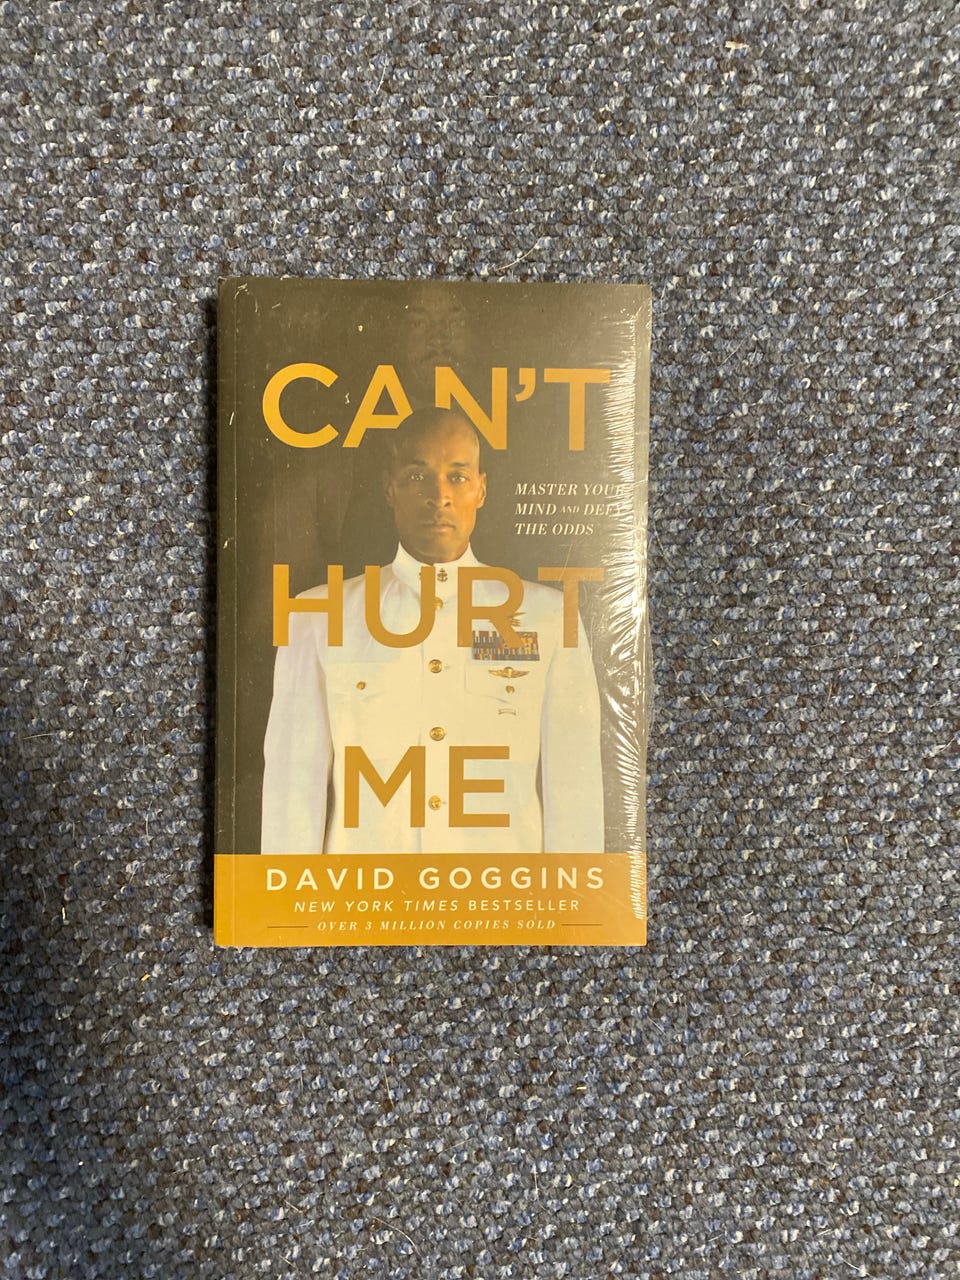 CAN'T
MASTER YOUR
MIND AND DEFY
THE ODDS
HURT
ME
DAVID GOGGINS
NEW YORK TIMES BESTSELLER
OVER 3 MILLION COPIES SOLD